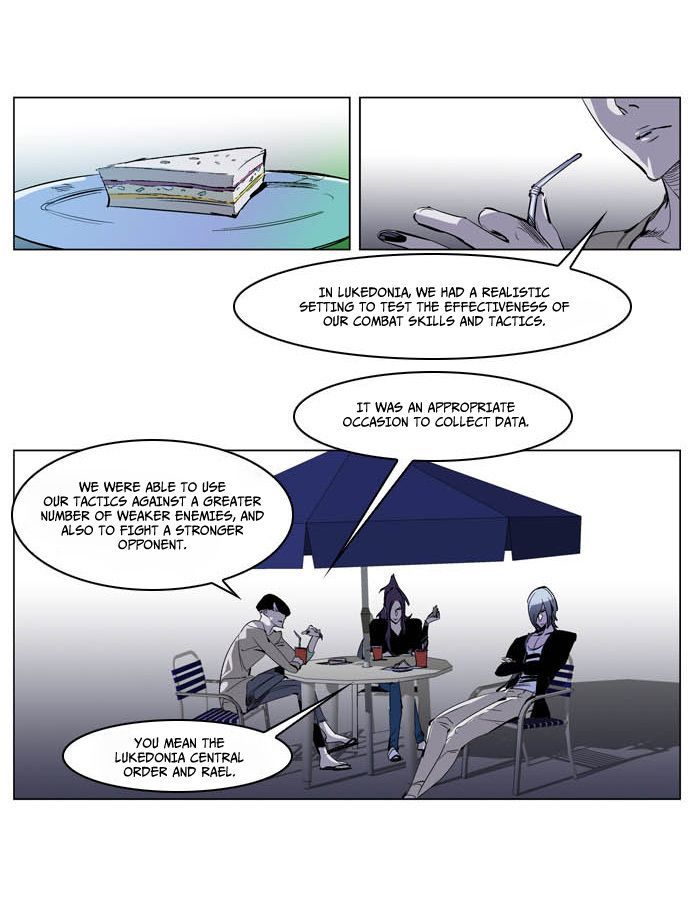 IN LUKEDONIA, WE HAD A REALISTIC
SETTING TO TEST THE EFFECTIVENESS OF
OUR COMBAT SKILLS AND TACTICS.
IT WAS AN APPROPRIATE
OCCASION TO COLLECT DATA.
WE WERE ABLE TO USE
OUR TACTICS AGAINST A GREATER
NUMBER OF WEAKER ENEMIES, AND
ALSO TO FIGHT A STRONGER
OPPONENT.
YOU MEAN THE
LUKEDONIA CENTRAL
ORDER AND RAEL.